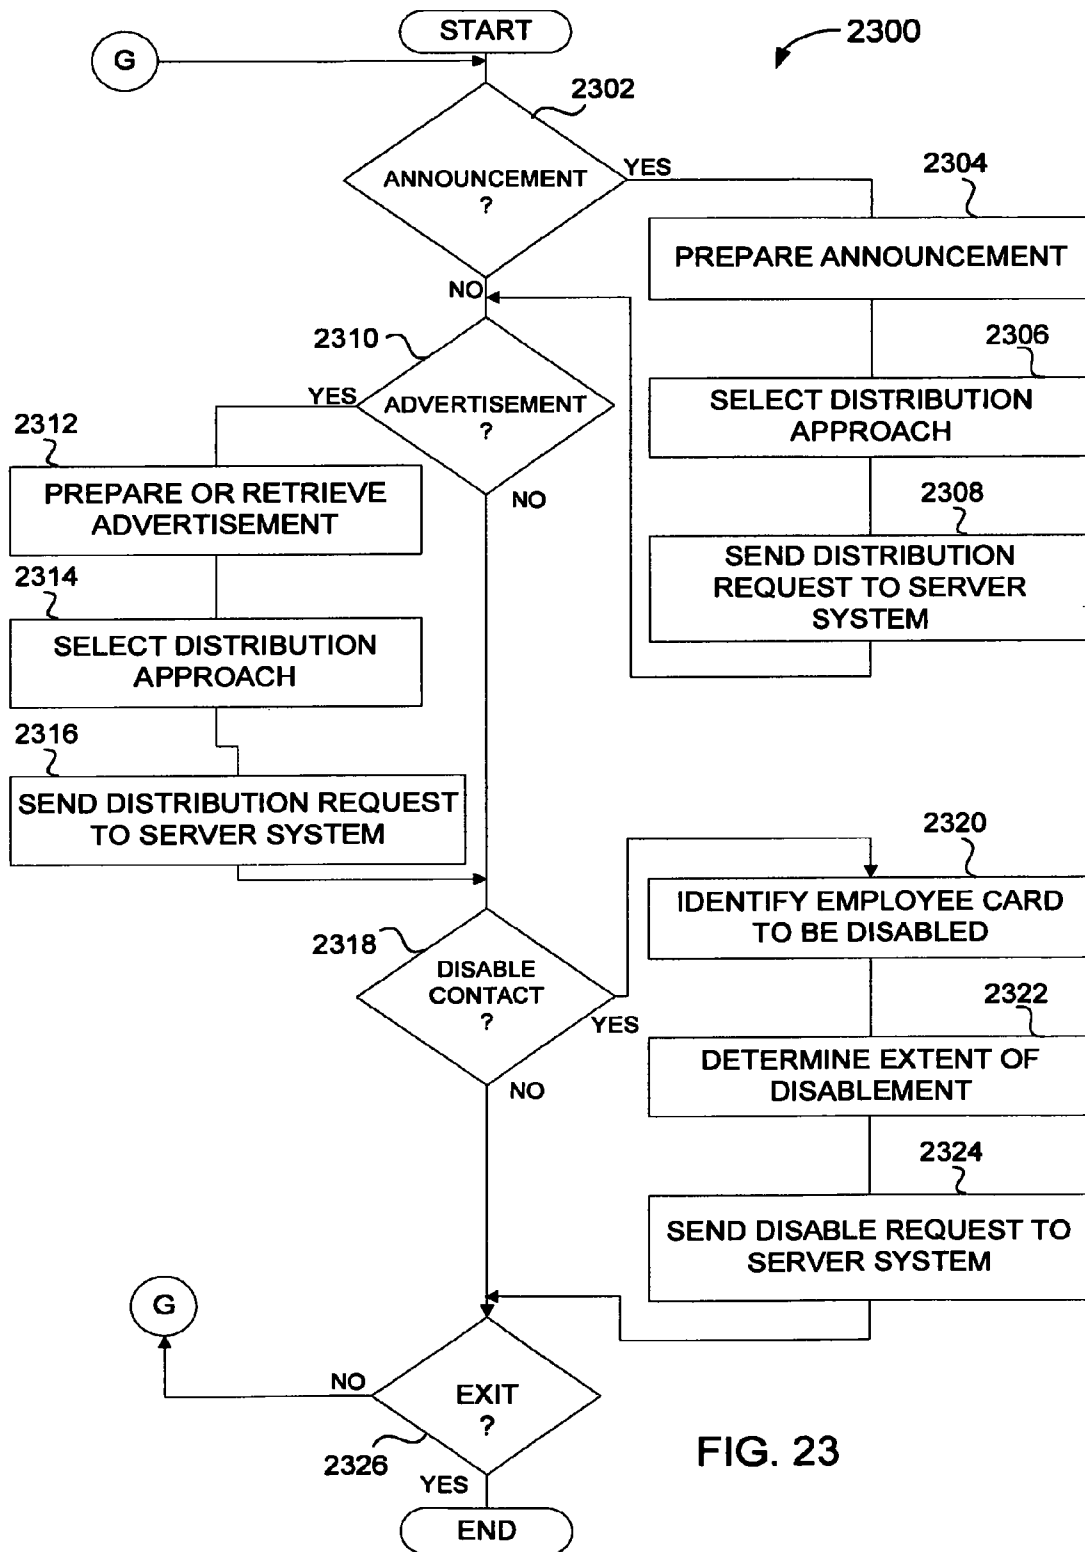 START
2300
G
2302
ANNOUNCEMENT
?
YES
2304
PREPARE ANNOUNCEMENT
NO
2306
SELECT DISTRIBUTION
APPROACH
2310
ADVERTISEMENT
?
YES
NO
2308
SEND DISTRIBUTION
REQUEST TO SERVER
SYSTEM
2312
PREPARE OR RETRIEVE
ADVERTISEMENT
2314
SELECT DISTRIBUTION
APPROACH
2316
SEND DISTRIBUTION REQUEST
TO SERVER SYSTEM
2318
DISABLE
CONTACT
?
YES
NO
2320
IDENTIFY EMPLOYEE CARD
TO BE DISABLED
2322
DETERMINE EXTENT OF
DISABLEMENT
2324
SEND DISABLE REQUEST TO
SERVER SYSTEM
G
NO
EXIT
?
2326
YES
END
FIG. 23